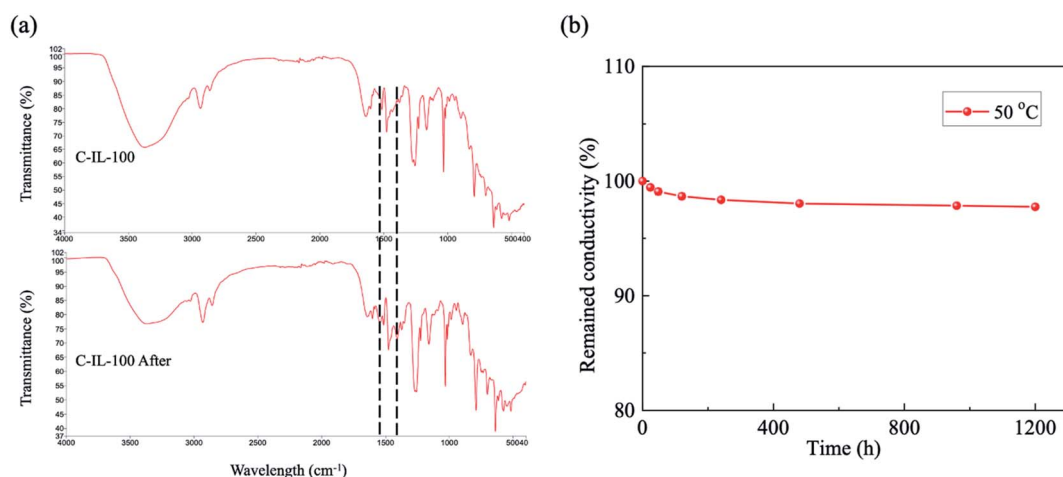 (a)
102
100
95
90
85
80
75
70
65
60
55
50
45
40
34
Transmittance (%)
C-IL-100
4000 3500 3000 2500 2000 1500 1000 500400
102
100
95
90
85
80
75
70
65
60
55
50
45
40
37
Transmittance (%)
C-IL-100 After
4000 3500 3000 2500 2000 1500 1000 500400
Wavelength (cm⁻¹)
(b)
110
100
90
80
Remained conductivity (%)
50 °C
0 400 800 1200
Time (h)